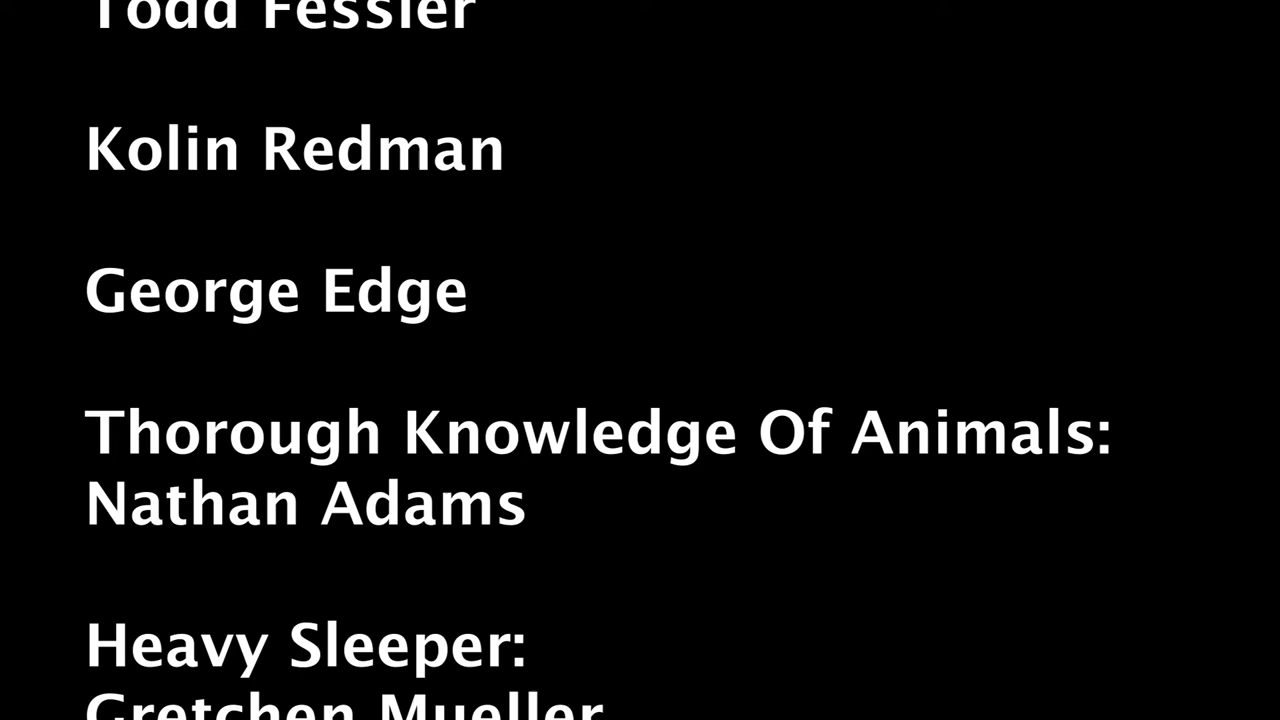 Todd Fessler
Kolin Redman
George Edge
Thorough Knowledge Of Animals:
Nathan Adams
Heavy Sleeper:
Gretchen Mueller